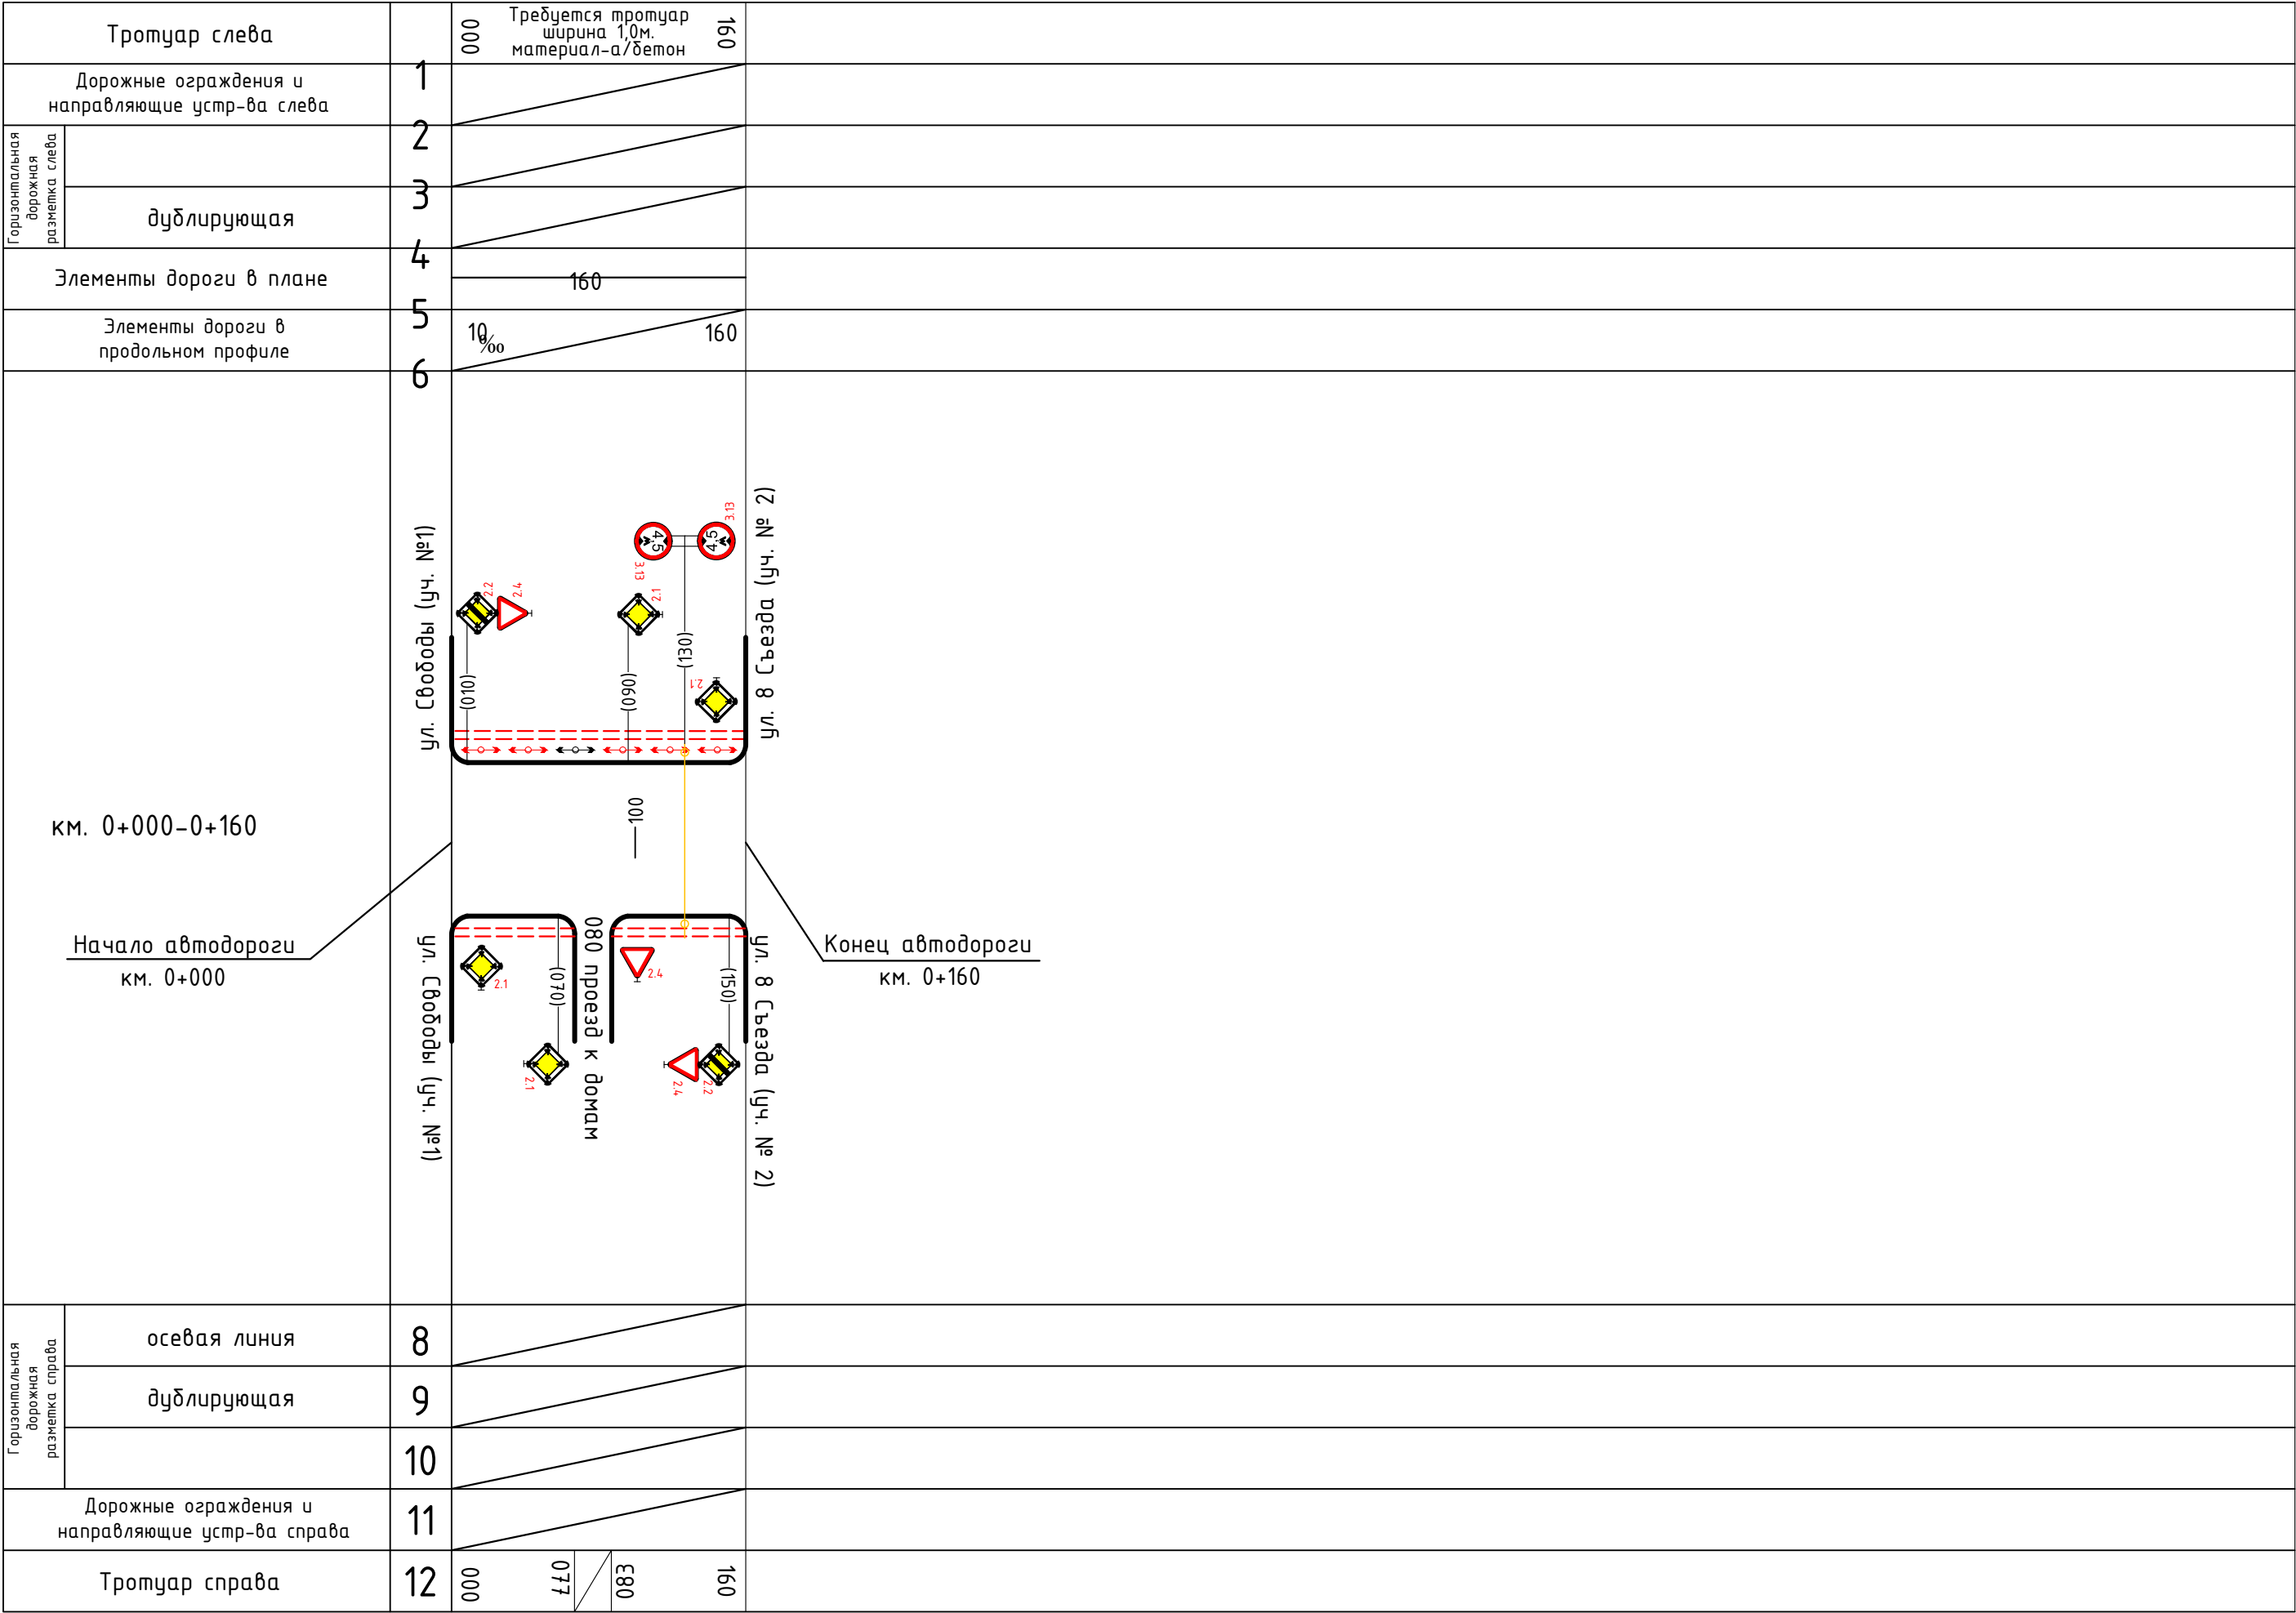 Тротуар слева
000
Требуется тротуар
ширина 1,0м.
материал-а/бетон
160
1
Дорожные ограждения и
направляющие устр-ва слева
2
Горизонтальная
дорожная
разметка слева
3
дублирующая
4
Элементы дороги в плане
160
5
Элементы дороги в
продольном профиле
10‰
160
6
ул. Свободы (уч. №1)
2.2
2.4
(010)
4,5
м
3.13
4,5
м
3.13
2.1
(090)
(130)
2.1
ул. 8 Съезда (уч. № 2)
км. 0+000-0+160
100
Начало автодороги
км. 0+000
Конец автодороги
км. 0+160
ул. Свободы (уч. №1)
2.1
(070)
2.1
080 проезд к домам
2.4
(150)
2.4
2.2
ул. 8 Съезда (уч. № 2)
Горизонтальная
дорожная
разметка справа
осевая линия
8
дублирующая
9
10
Дорожные ограждения и
направляющие устр-ва справа
11
Тротуар справа
12
000
077
083
160